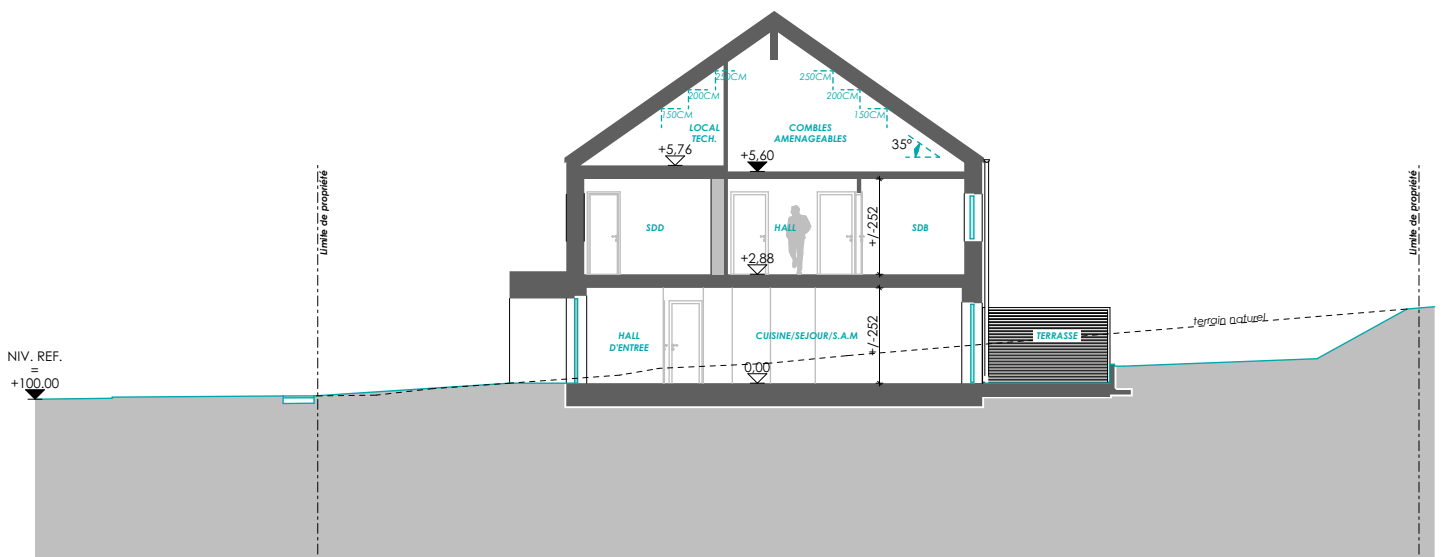 250CM
250CM
200CM
200CM
150CM
150CM
LOCAL
TECH.
COMBLES
AMENAGEABLES
35°
+5,76
+5,60
Limite de propriété
Limite de propriété
SDD
HALL
+/-252
SDB
+2,88
terrain naturel
HALL
D'ENTREE
CUISINE/SEJOUR/S.A.M
+/-252
TERRASSE
NIV. REF.
=
+100.00
0,00